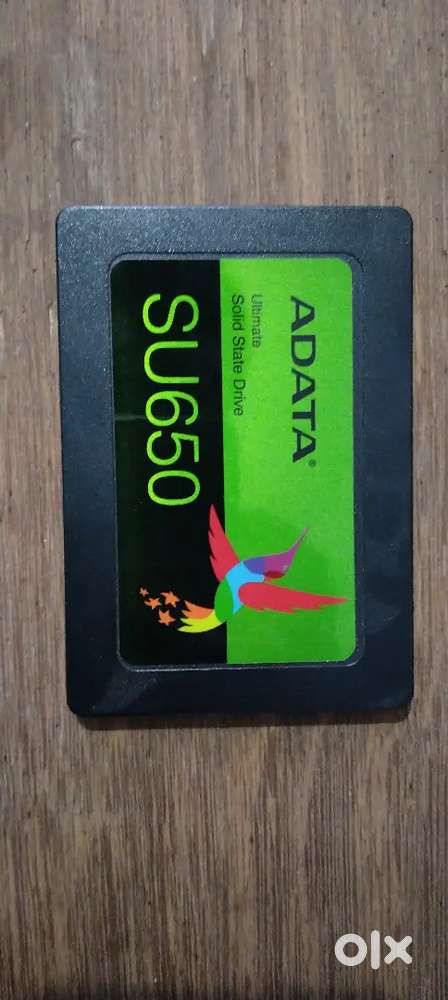 ADATA®
Ultimate
Solid State Drive
SU650
olx